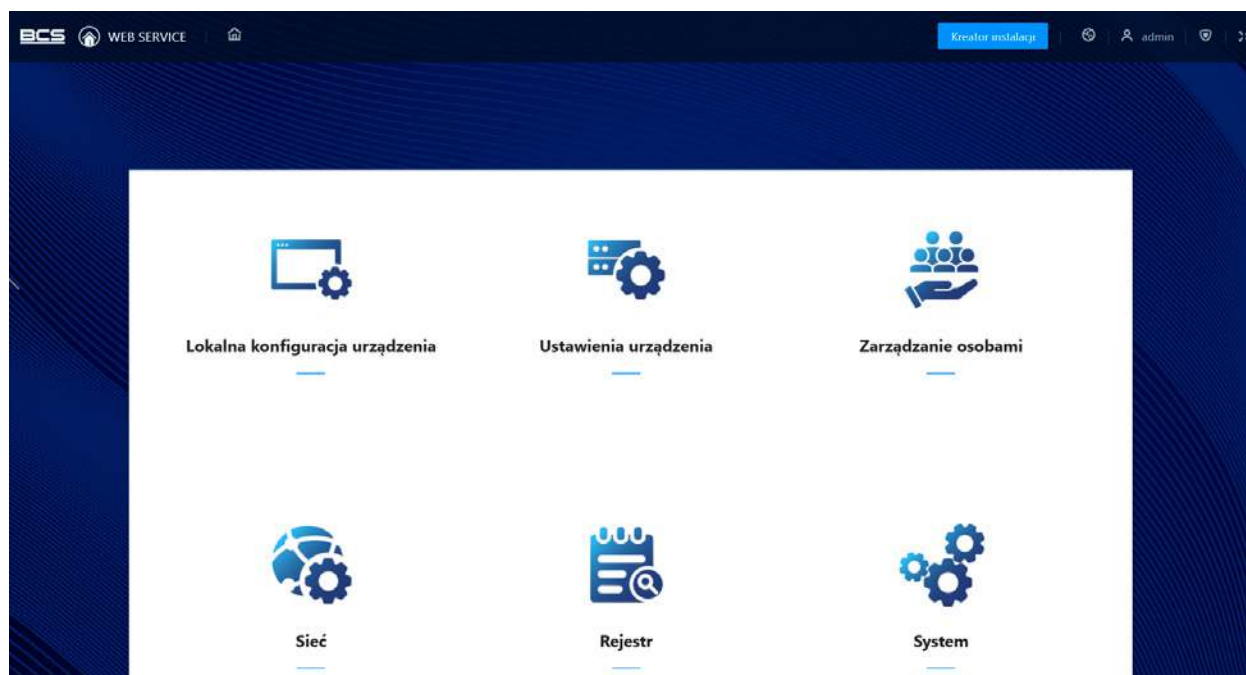 BCS WEB SERVICE Kreator instalacji admin
Lokalna konfiguracja urządzenia Ustawienia urządzenia Zarządzanie osobami
Sieć Rejestr System